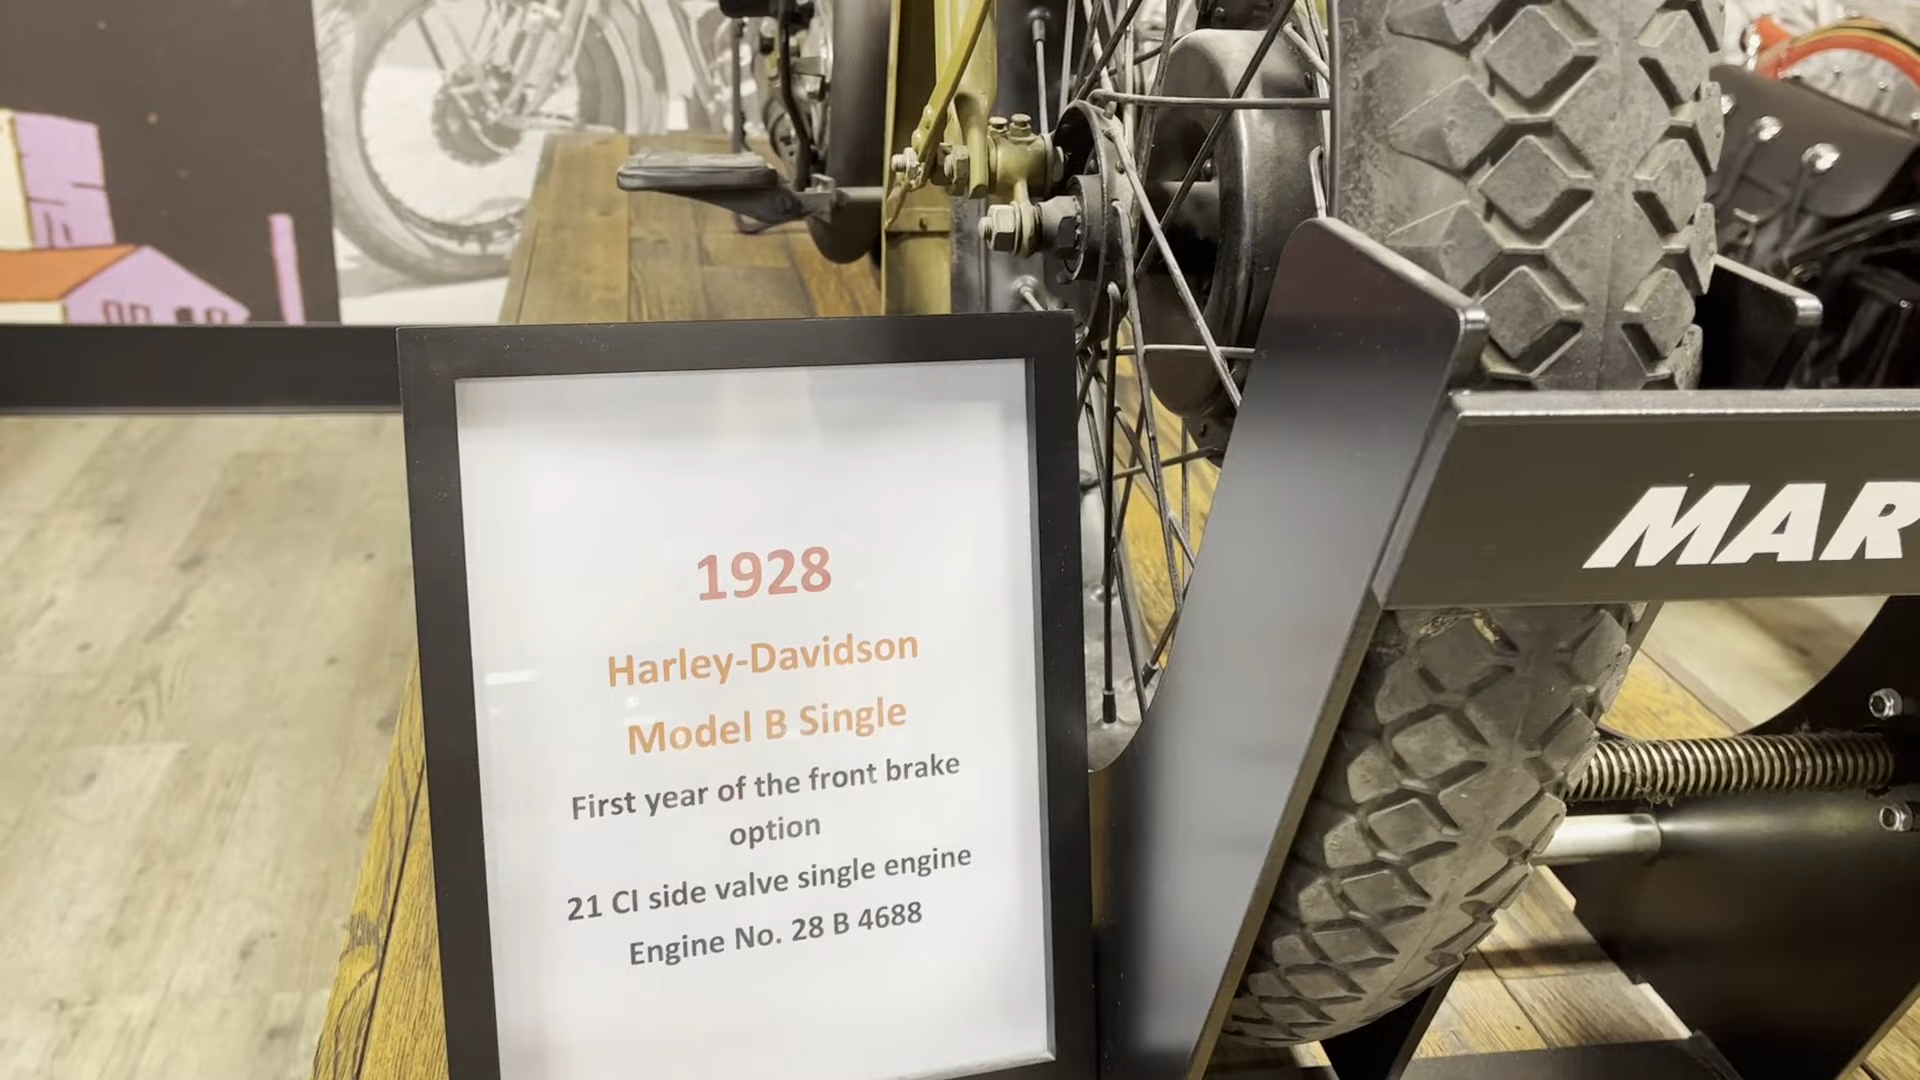 1928
Harley-Davidson
Model B Single
First year of the front brake
option
21 CI side valve single engine
Engine No. 28 B 4688
MAR